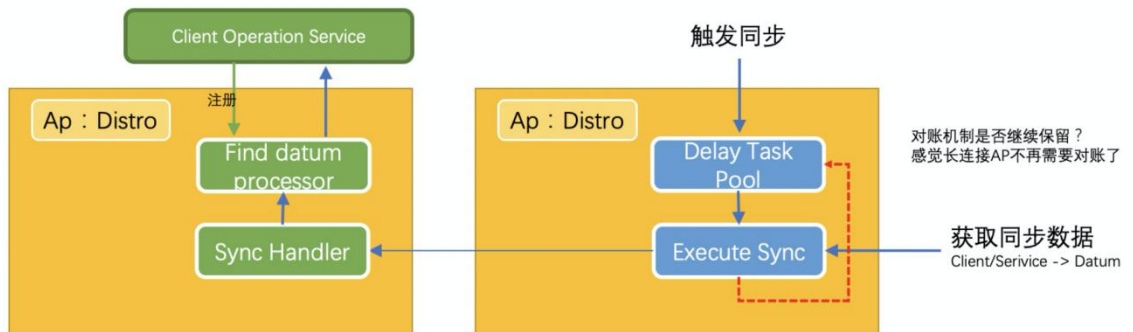 Client Operation Service
触发同步
注册
Ap：Distro
Find datum
processor
Sync Handler
Ap：Distro
Delay Task
Pool
Execute Sync
对账机制是否继续保留？
感觉长连接AP不再需要对账了
获取同步数据
Client/Serivice -> Datum